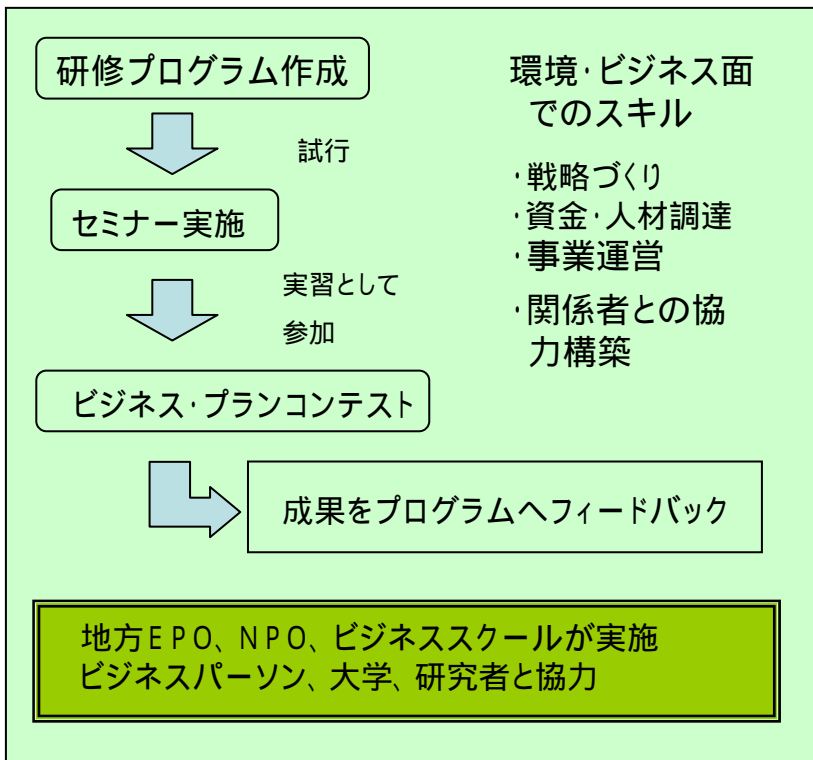 研修プログラム作成
試行
セミナー実施
実習として
参加
ビジネス・プランコンテスト
成果をプログラムへフィードバック
環境・ビジネス面
でのスキル
・戦略づくり
・資金・人材調達
・事業運営
・関係者との協
力構築
地方EPO、NPO、ビジネススクールが実施
ビジネスパーソン、大学、研究者と協力